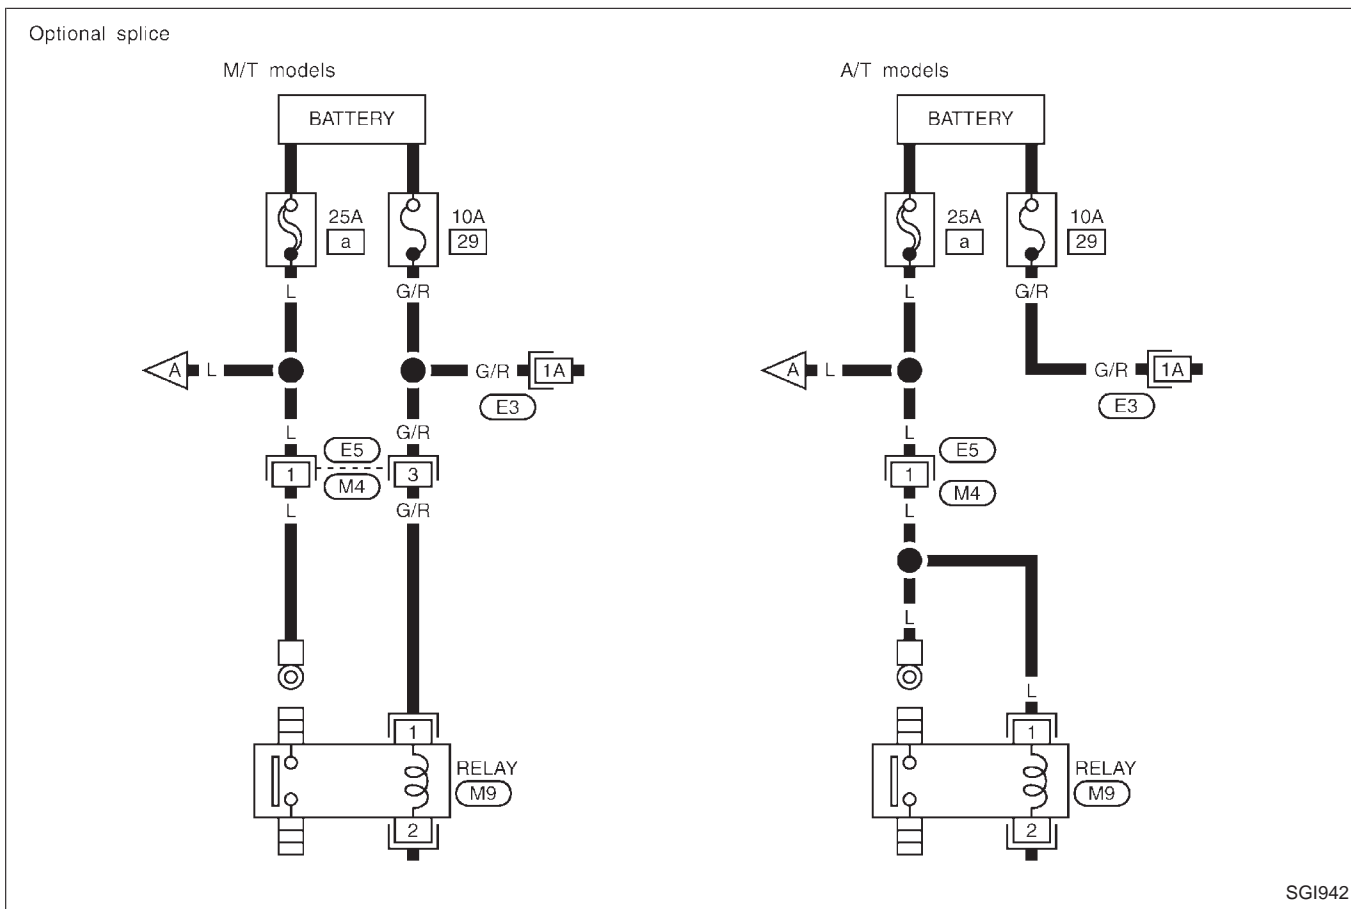 Optional splice
M/T models
A/T models
BATTERY
BATTERY
25A
a
10A
29
25A
a
10A
29
L
G/R
L
G/R
A
L
G/R
1A
A
L
G/R
1A
E3
E3
L
G/R
L
E5
E5
1
3
1
M4
M4
L
G/R
L
L
L
1
1
RELAY
RELAY
M9
M9
2
2
SGI942